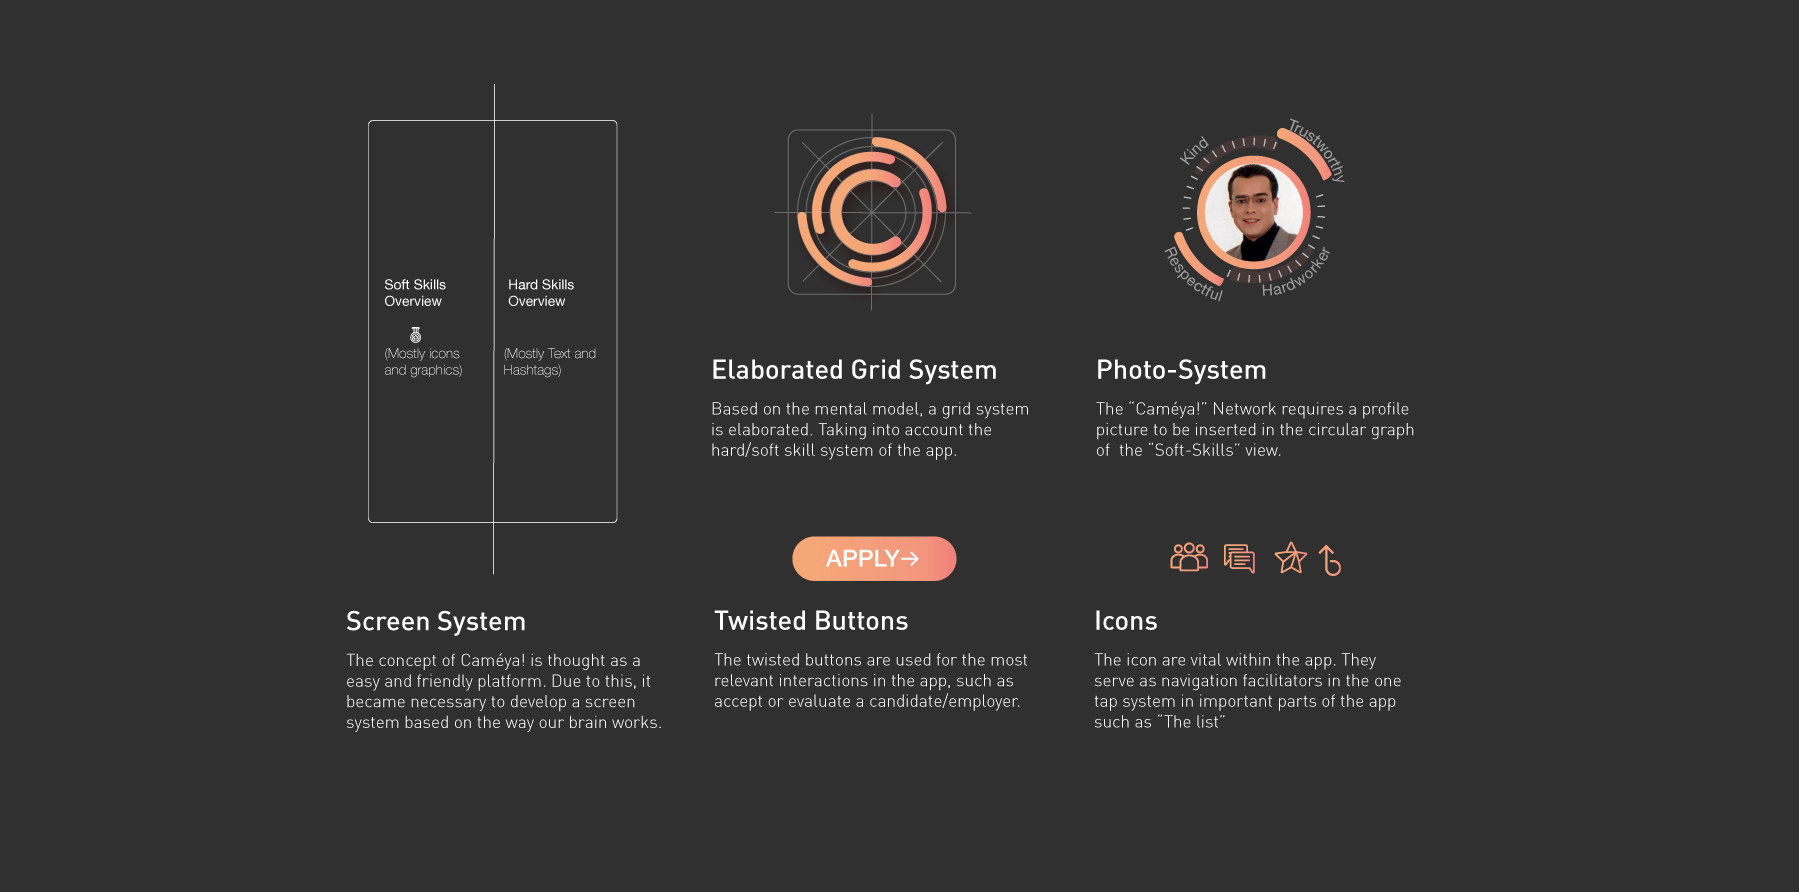 Soft Skills
Overview
(Mostly icons
and graphics)
Hard Skills
Overview
(Mostly Text and
Hashtags)
Screen System
The concept of Caméya! is thought as a
easy and friendly platform. Due to this, it
became necessary to develop a screen
system based on the way our brain works.
Elaborated Grid System
Based on the mental model, a grid system
is elaborated. Taking into account the
hard/soft skill system of the app.
Kind
Trustworthy
Respectful
Hardworker
Photo-System
The “Caméya!” Network requires a profile
picture to be inserted in the circular graph
of  the “Soft-Skills” view.
APPLY→
Twisted Buttons
The twisted buttons are used for the most
relevant interactions in the app, such as
accept or evaluate a candidate/employer.
Icons
The icon are vital within the app. They
serve as navigation facilitators in the one
tap system in important parts of the app
such as “The list”